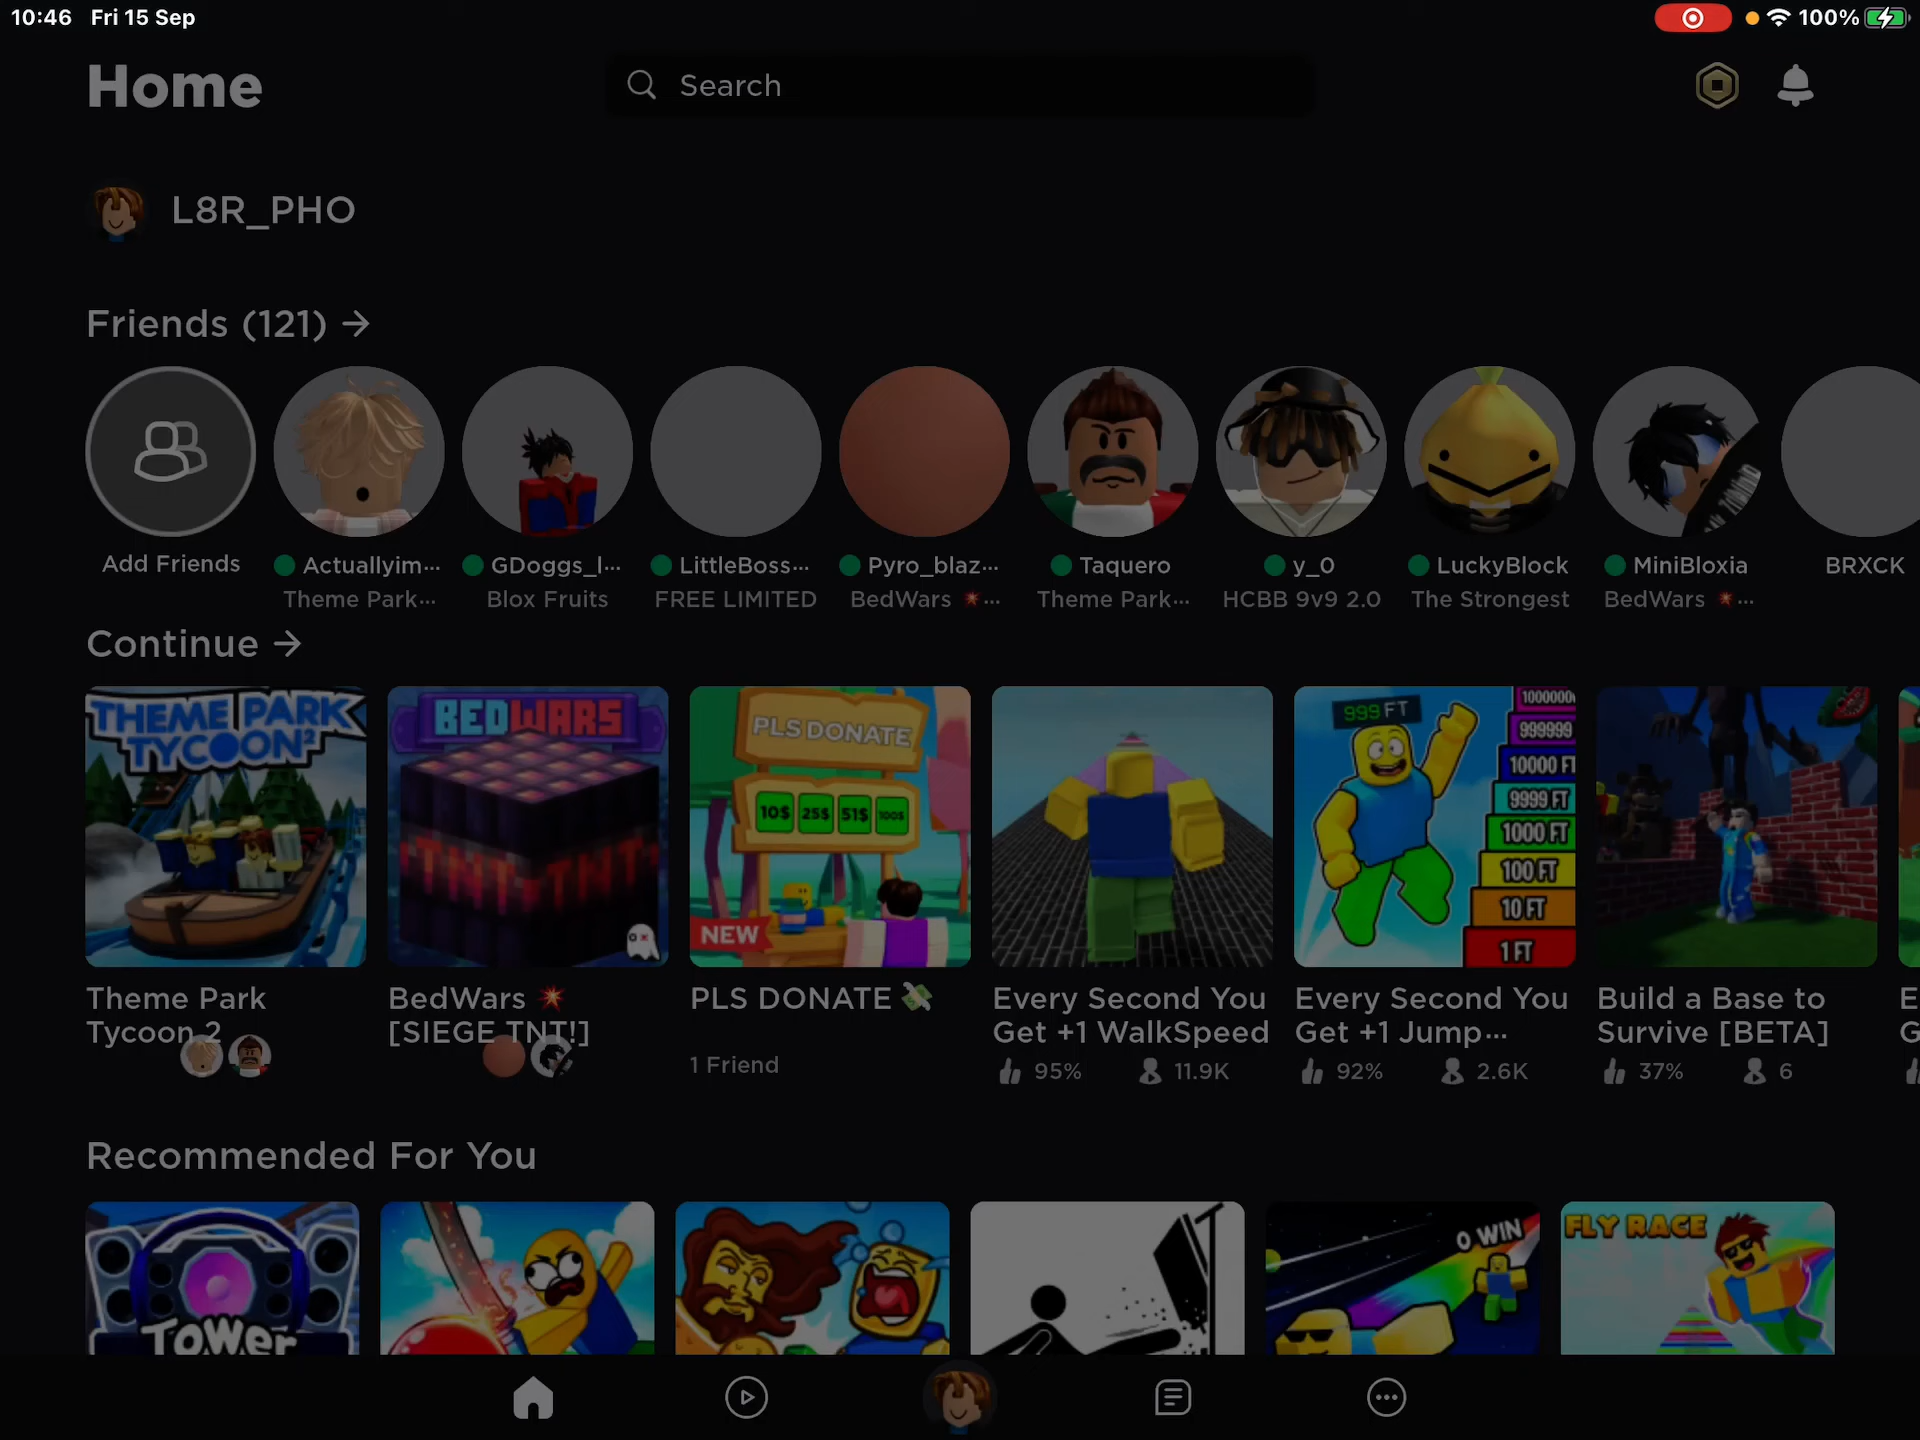 10:46 Fri 15 Sep
100%
Home
Search
L8R_PHO
Friends (121) →
Add Friends
Actuallyim...
Theme Park...
GDoggs_l...
Blox Fruits
LittleBoss...
FREE LIMITED
Pyro_blaz...
BedWars 💥...
Taquero
Theme Park...
y_0
HCBB 9v9 2.0
LuckyBlock
The Strongest
MiniBloxia
BedWars 💥...
BRXCK
Continue →
THEME PARK
TYCOON²
BEDWARS
TNT TNT
PLS DONATE
10$ 25$ 51$ 100$
NEW
999 FT
999999
10000 FT
9999 FT
1000 FT
100 FT
10 FT
1 FT
Theme Park
Tycoon 2
BedWars 💥
[SIEGE TNT!]
PLS DONATE 💸
1 Friend
Every Second You
Get +1 WalkSpeed
95% 11.9K
Every Second You
Get +1 Jump...
92% 2.6K
Build a Base to
Survive [BETA]
37% 6
E
G
Recommended For You
TOWER
0 WIN
FLY RACE